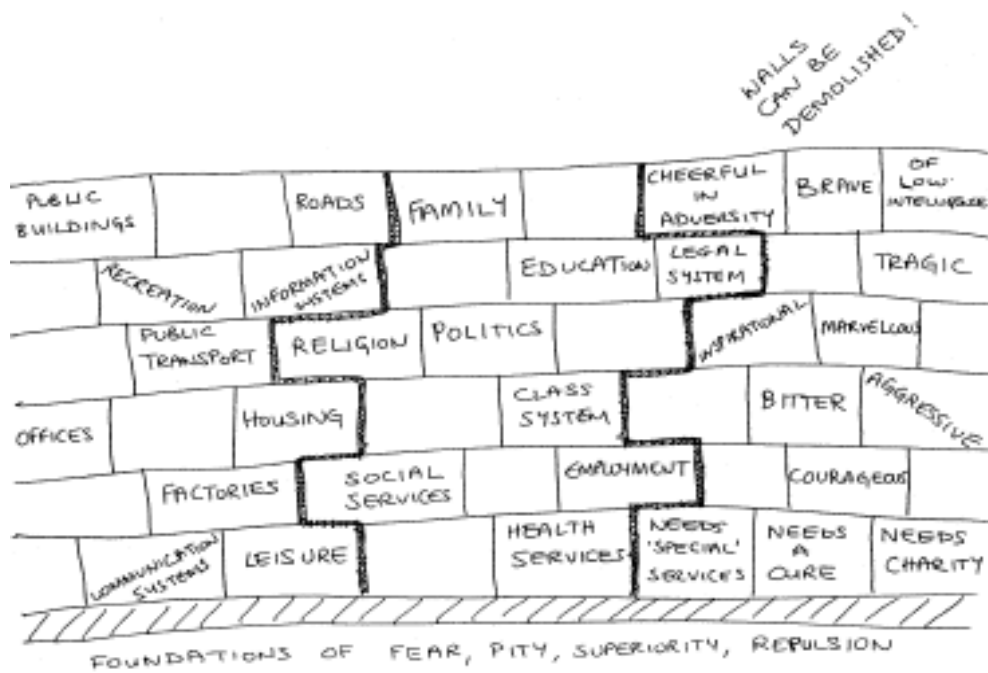 WALLS
CAN BE
DEMOLISHED!
PUBLIC
BUILDINGS
ROADS
FAMILY
CHEERFUL
IN
ADVERSITY
BRAVE
OF
LOW-
INTELLIGENCE
RECREATION
INFORMATION
SYSTEMS
EDUCATION
LEGAL
SYSTEM
TRAGIC
PUBLIC
TRANSPORT
RELIGION
POLITICS
INSPIRATIONAL
MARVELLOUS
OFFICES
HOUSING
CLASS
SYSTEM
BITTER
AGGRESSIVE
FACTORIES
SOCIAL
SERVICES
EMPLOYMENT
COURAGEOUS
COMMUNICATION
SYSTEMS
LEISURE
HEALTH
SERVICES
NEEDS
'SPECIAL'
SERVICES
NEEDS
A
CURE
NEEDS
CHARITY
FOUNDATIONS OF FEAR, PITY, SUPERIORITY, REPULSION